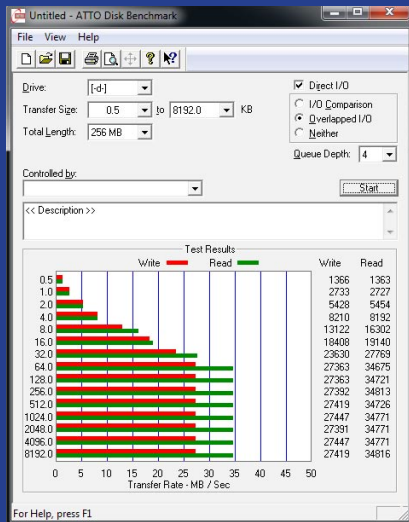 Untitled - ATTO Disk Benchmark
File View Help
Drive: [-d-]
Transfer Size: 0.5 to 8192.0 KB
Total Length: 256 MB
Direct I/O
I/O Comparison
Overlapped I/O
Neither
Queue Depth: 4
Controlled by:
Start
<< Description >>
Test Results
Write Read Write Read
0.5 1366 1363
1.0 2733 2727
2.0 5428 5454
4.0 8210 8192
8.0 13122 16302
16.0 18408 19140
32.0 23630 27769
64.0 27363 34675
128.0 27363 34721
256.0 27392 34813
512.0 27419 34726
1024.0 27447 34771
2048.0 27391 34771
4096.0 27447 34771
8192.0 27419 34816
0 5 10 15 20 25 30 35 40 45 50
Transfer Rate - MB / Sec
For Help, press F1